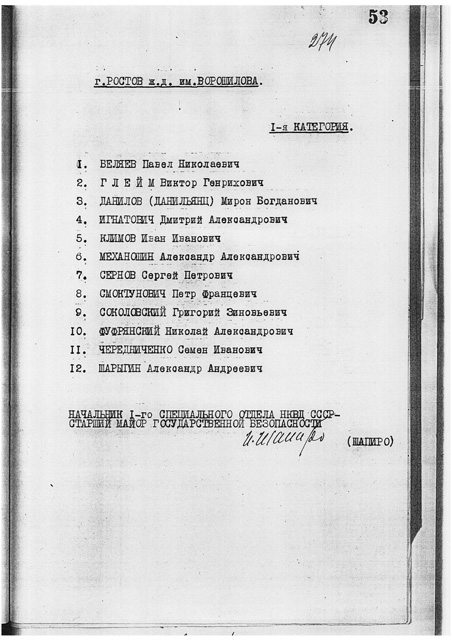 53
274
г.РОСТОВ ж.д. им.ВОРОШИЛОВА.
I-я КАТЕГОРИЯ.
1. БЕЛЯЕВ Павел Николаевич
2. Г Л Е Й М Виктор Генрихович
3. ДАНИЛОВ (ДАНИЛЬЯНЦ) Мирон Богданович
4. ИГНАТОВИЧ Дмитрий Александрович
5. КЛИМОВ Иван Иванович
6. МЕХАНОШИН Александр Александрович
7. СЕРНОВ Сергей Петрович
8. СМОКТУНОВИЧ Петр Францевич
9. СОКОЛОВСКИЙ Григорий Зиновьевич
10. ФУФРЯНСКИЙ Николай Александрович
11. ЧЕРЕДНИЧЕНКО Семен Иванович
12. ШАРЫГИН Александр Андреевич
НАЧАЛЬНИК I-го СПЕЦИАЛЬНОГО ОТДЕЛА НКВД СССР-
СТАРШИЙ МАЙОР ГОСУДАРСТВЕННОЙ БЕЗОПАСНОСТИ
И.Шапиро
(ШАПИРО)